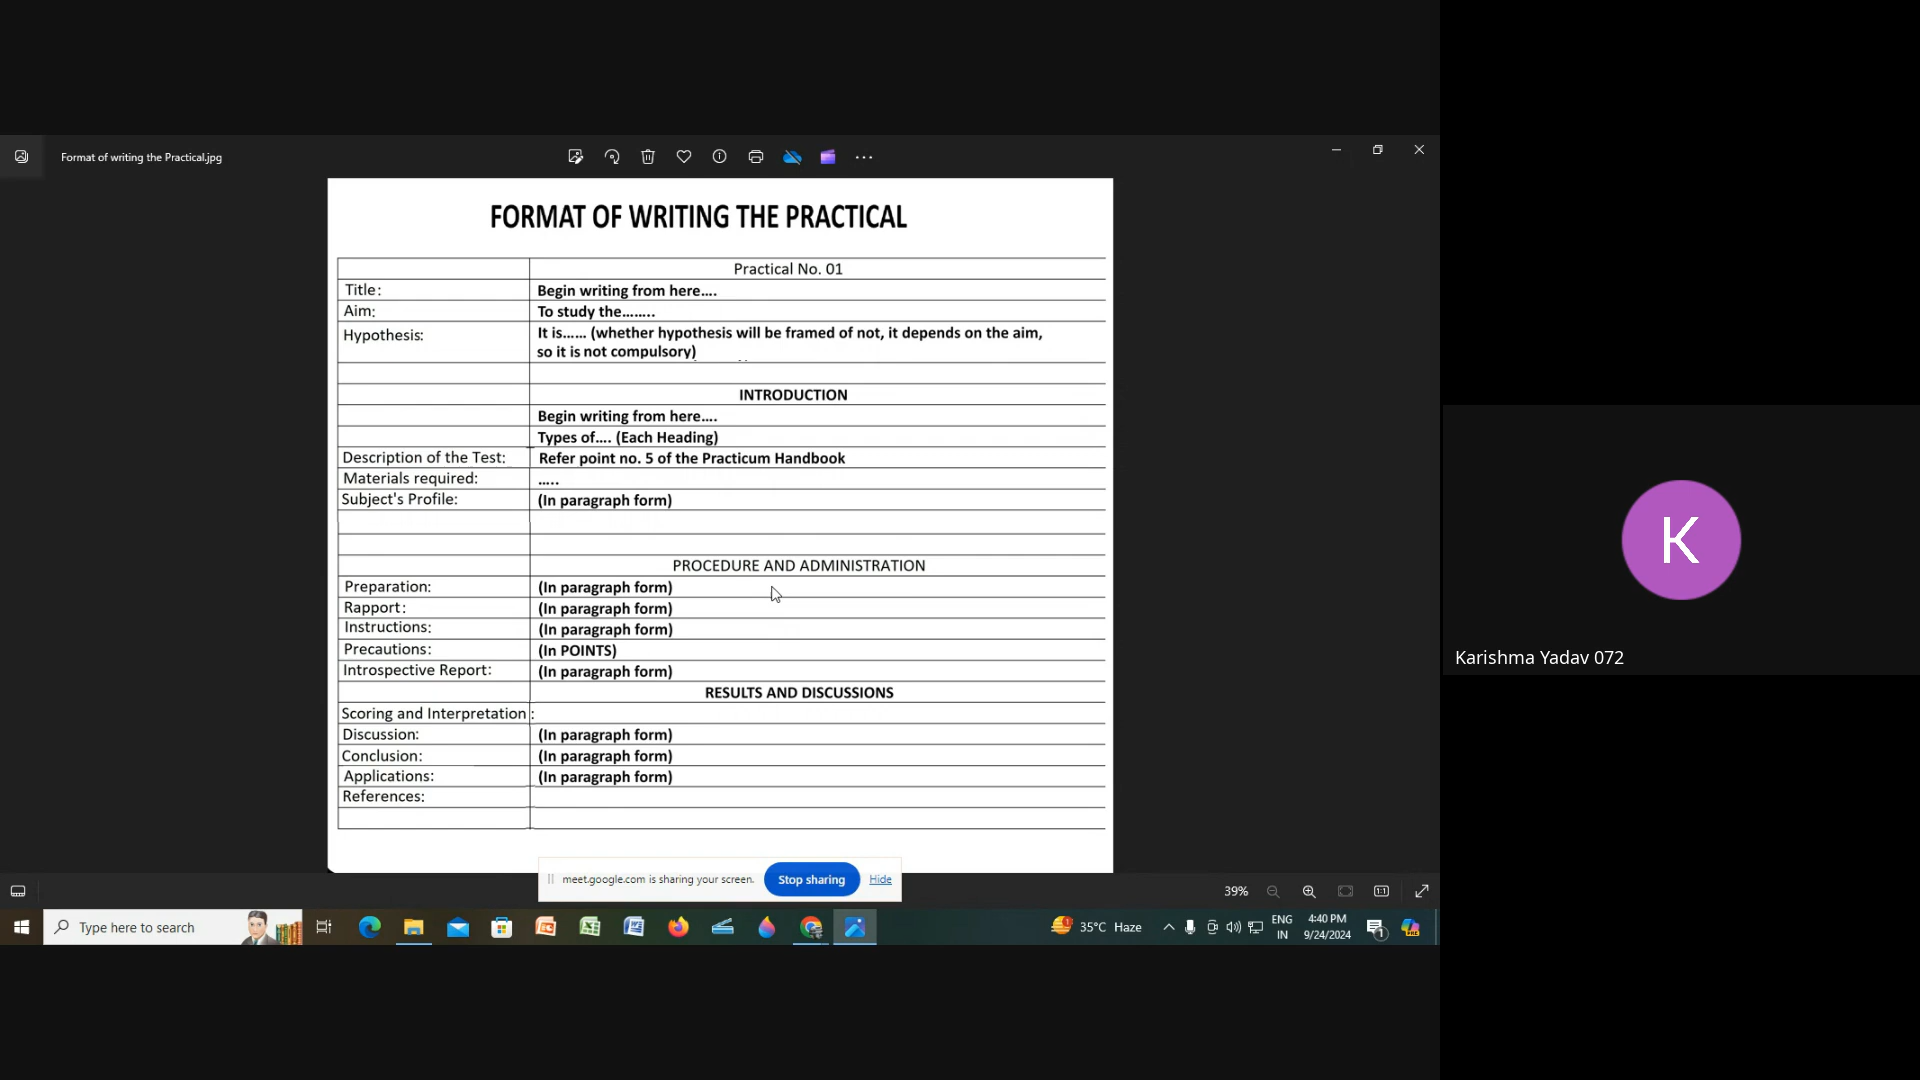 Format of writing the Practical.jpg
FORMAT OF WRITING THE PRACTICAL
Practical No. 01
Title: Begin writing from here....
Aim: To study the........
Hypothesis: It is...... (whether hypothesis will be framed of not, it depends on the aim,
so it is not compulsory)
INTRODUCTION
Begin writing from here....
Types of.... (Each Heading)
Description of the Test: Refer point no. 5 of the Practicum Handbook
Materials required: .....
Subject's Profile: (In paragraph form)
PROCEDURE AND ADMINISTRATION
Preparation: (In paragraph form)
Rapport: (In paragraph form)
Instructions: (In paragraph form)
Precautions: (In POINTS)
Introspective Report: (In paragraph form)
RESULTS AND DISCUSSIONS
Scoring and Interpretation :
Discussion: (In paragraph form)
Conclusion: (In paragraph form)
Applications: (In paragraph form)
References:
meet.google.com is sharing your screen. Stop sharing Hide
39%
Type here to search
35°C Haze
ENG
IN
4:40 PM
9/24/2024
1
K
Karishma Yadav 072